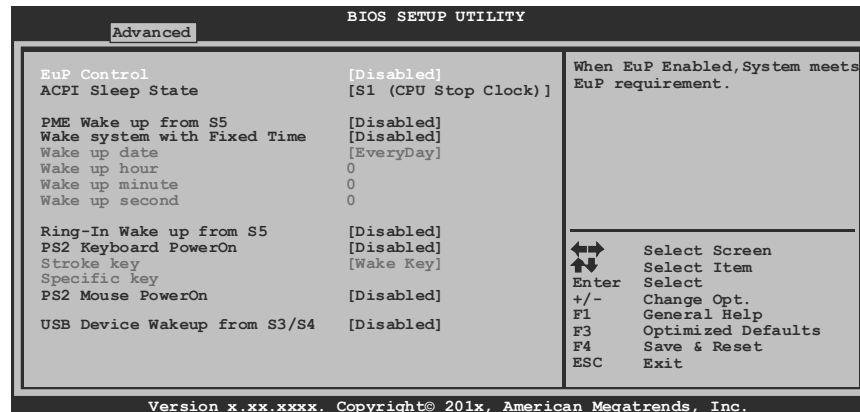 BIOS SETUP UTILITY
Advanced
EuP Control [Disabled]
ACPI Sleep State [S1 (CPU Stop Clock)]
PME Wake up from S5 [Disabled]
Wake system with Fixed Time [Disabled]
Wake up date [EveryDay]
Wake up hour 0
Wake up minute 0
Wake up second 0
Ring-In Wake up from S5 [Disabled]
PS2 Keyboard PowerOn [Disabled]
Stroke key [Wake Key]
Specific key
PS2 Mouse PowerOn [Disabled]
USB Device Wakeup from S3/S4 [Disabled]
When EuP Enabled,System meets
EuP requirement.
Select Screen
Select Item
Enter Select
+/- Change Opt.
F1 General Help
F3 Optimized Defaults
F4 Save & Reset
ESC Exit
Version x.xx.xxxx. Copyright© 201x, American Megatrends, Inc.